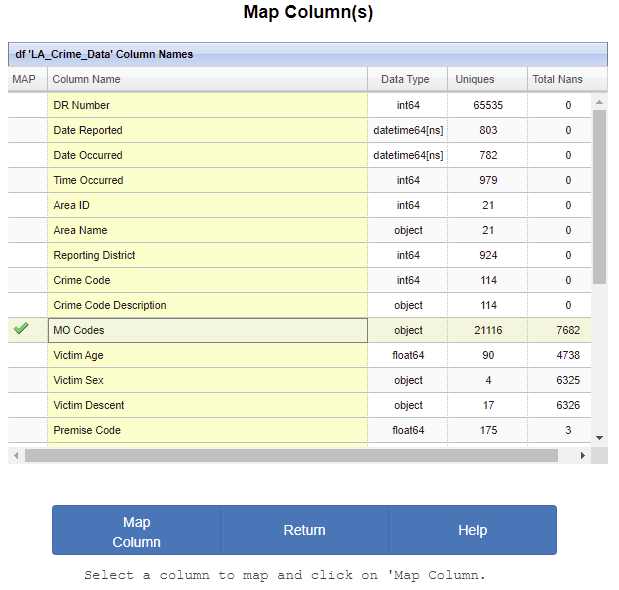 Map Column(s)
df 'LA_Crime_Data' Column Names
MAP Column Name Data Type Uniques Total Nans
DR Number int64 65535 0
Date Reported datetime64[ns] 803 0
Date Occurred datetime64[ns] 782 0
Time Occurred int64 979 0
Area ID int64 21 0
Area Name object 21 0
Reporting District int64 924 0
Crime Code int64 114 0
Crime Code Description object 114 0
MO Codes object 21116 7682
Victim Age float64 90 4738
Victim Sex object 4 6325
Victim Descent object 17 6326
Premise Code float64 175 3
Map
Column
Return
Help
Select a column to map and click on 'Map Column.